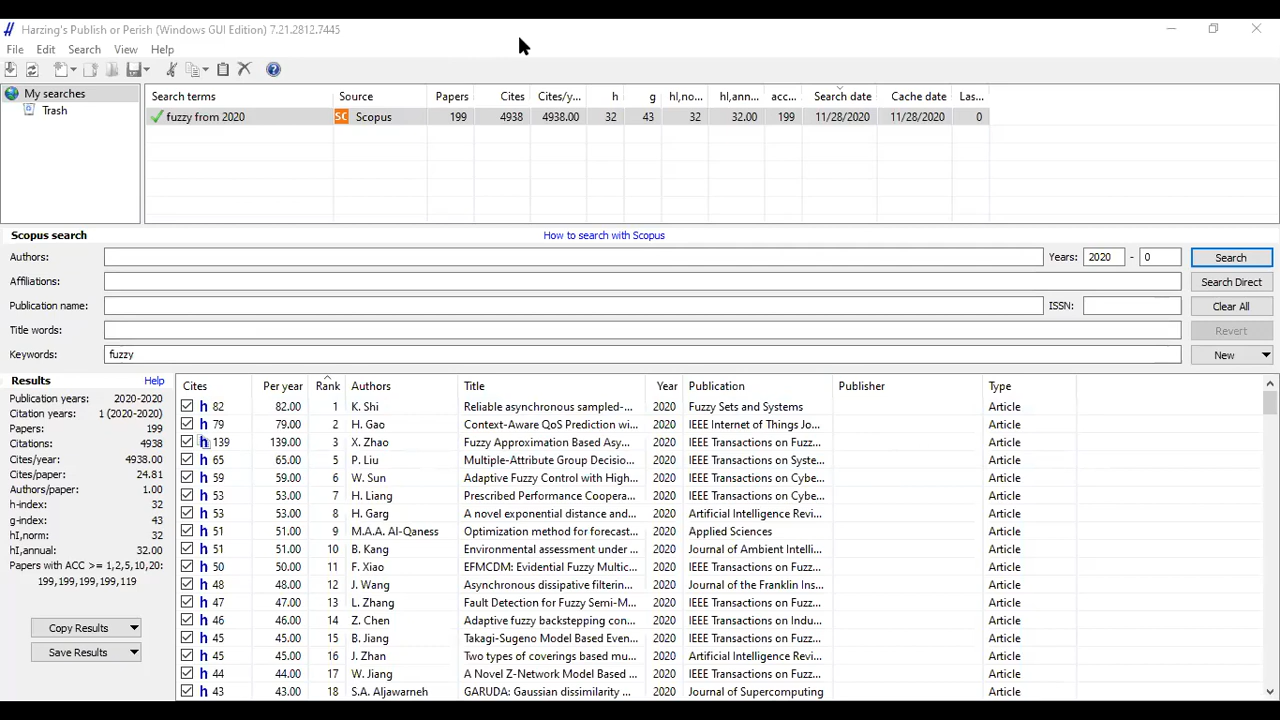 Harzing's Publish or Perish (Windows GUI Edition) 7.21.2812.7445
File Edit Search View Help
My searches
Trash
Search terms Source Papers Cites Cites/y... h g hI,no... hI,ann... acc... Search date Cache date Las...
fuzzy from 2020 SC Scopus 199 4938 4938.00 32 43 32 32.00 199 11/28/2020 11/28/2020 0
Scopus search How to search with Scopus
Authors: Years: 2020 - 0 Search
Affiliations: Search Direct
Publication name: ISSN: Clear All
Title words: Revert
Keywords: fuzzy New
Results Help
Publication years: 2020-2020
Citation years: 1 (2020-2020)
Papers: 199
Citations: 4938
Cites/year: 4938.00
Cites/paper: 24.81
Authors/paper: 1.00
h-index: 32
g-index: 43
hI,norm: 32
hI,annual: 32.00
Papers with ACC >= 1,2,5,10,20:
199,199,199,199,119
Copy Results
Save Results
Cites Per year Rank Authors Title Year Publication Publisher Type
h 82 82.00 1 K. Shi Reliable asynchronous sampled-... 2020 Fuzzy Sets and Systems Article
h 79 79.00 2 H. Gao Context-Aware QoS Prediction wi... 2020 IEEE Internet of Things Jo... Article
h 139 139.00 3 X. Zhao Fuzzy Approximation Based Asy... 2020 IEEE Transactions on Fuzz... Article
h 65 65.00 5 P. Liu Multiple-Attribute Group Decisio... 2020 IEEE Transactions on Syste... Article
h 59 59.00 6 W. Sun Adaptive Fuzzy Control with High... 2020 IEEE Transactions on Cybe... Article
h 53 53.00 7 H. Liang Prescribed Performance Coopera... 2020 IEEE Transactions on Cybe... Article
h 53 53.00 8 H. Garg A novel exponential distance and... 2020 Artificial Intelligence Revi... Article
h 51 51.00 9 M.A.A. Al-Qaness Optimization method for forecast... 2020 Applied Sciences Article
h 51 51.00 10 B. Kang Environmental assessment under ... 2020 Journal of Ambient Intelli... Article
h 50 50.00 11 F. Xiao EFMCDM: Evidential Fuzzy Multic... 2020 IEEE Transactions on Fuzz... Article
h 48 48.00 12 J. Wang Asynchronous dissipative filterin... 2020 Journal of the Franklin Ins... Article
h 47 47.00 13 L. Zhang Fault Detection for Fuzzy Semi-M... 2020 IEEE Transactions on Fuzz... Article
h 46 46.00 14 Z. Chen Adaptive fuzzy backstepping con... 2020 IEEE Transactions on Indu... Article
h 45 45.00 15 B. Jiang Takagi-Sugeno Model Based Even... 2020 IEEE Transactions on Fuzz... Article
h 45 45.00 16 J. Zhan Two types of coverings based mu... 2020 Artificial Intelligence Revi... Article
h 44 44.00 17 W. Jiang A Novel Z-Network Model Based ... 2020 IEEE Transactions on Fuzz... Article
h 43 43.00 18 S.A. Aljawarneh GARUDA: Gaussian dissimilarity ... 2020 Journal of Supercomputing Article